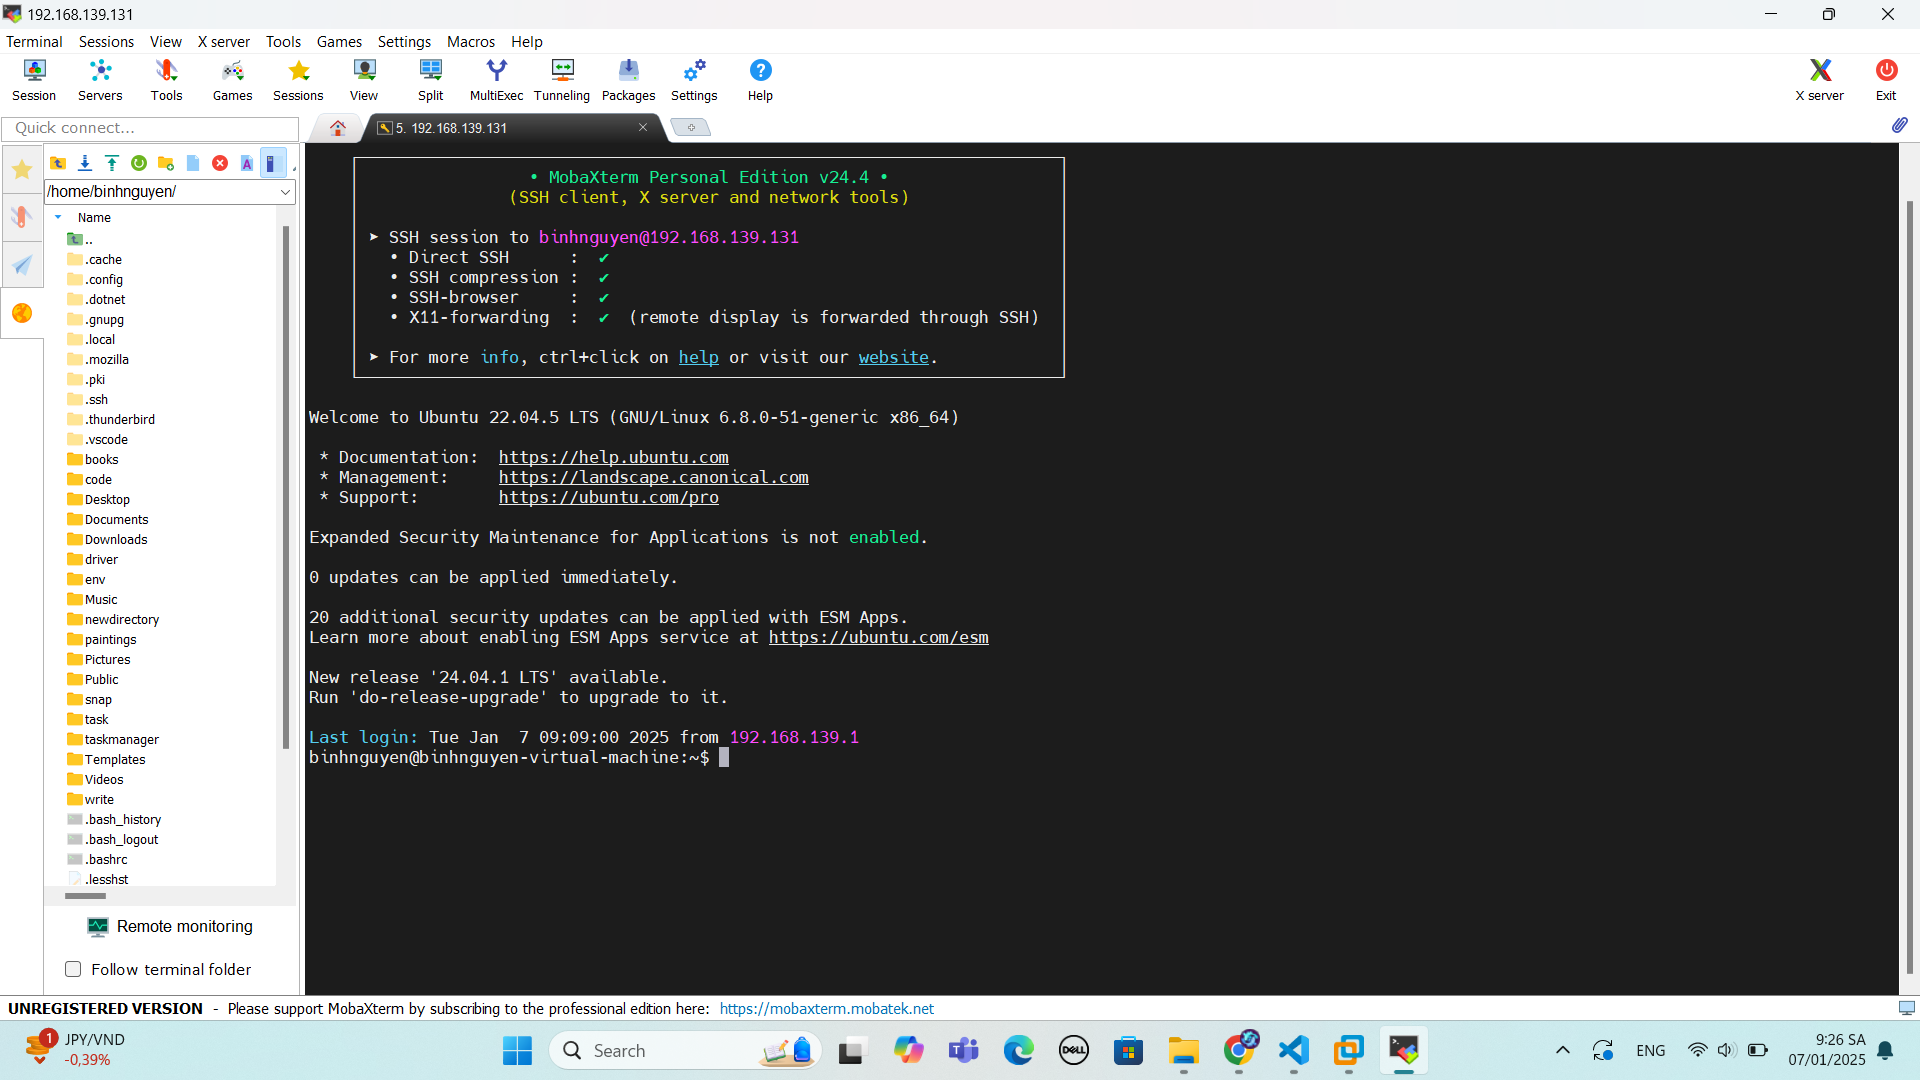 192.168.139.131
Terminal Sessions View X server Tools Games Settings Macros Help
Session Servers Tools Games Sessions View Split MultiExec Tunneling Packages Settings Help X server Exit
Quick connect...
5. 192.168.139.131
/home/binhnguyen/
Name
..
.cache
.config
.dotnet
.gnupg
.local
.mozilla
.pki
.ssh
.thunderbird
.vscode
books
code
Desktop
Documents
Downloads
driver
env
Music
newdirectory
paintings
Pictures
Public
snap
task
taskmanager
Templates
Videos
write
.bash_history
.bash_logout
.bashrc
.lesshst
Remote monitoring
Follow terminal folder
• MobaXterm Personal Edition v24.4 •
(SSH client, X server and network tools)
➤ SSH session to binhnguyen@192.168.139.131
• Direct SSH : ✔
• SSH compression : ✔
• SSH-browser : ✔
• X11-forwarding : ✔ (remote display is forwarded through SSH)
➤ For more info, ctrl+click on help or visit our website.
Welcome to Ubuntu 22.04.5 LTS (GNU/Linux 6.8.0-51-generic x86_64)
* Documentation: https://help.ubuntu.com
* Management: https://landscape.canonical.com
* Support: https://ubuntu.com/pro
Expanded Security Maintenance for Applications is not enabled.
0 updates can be applied immediately.
20 additional security updates can be applied with ESM Apps.
Learn more about enabling ESM Apps service at https://ubuntu.com/esm
New release '24.04.1 LTS' available.
Run 'do-release-upgrade' to upgrade to it.
Last login: Tue Jan 7 09:09:00 2025 from 192.168.139.1
binhnguyen@binhnguyen-virtual-machine:~$
UNREGISTERED VERSION - Please support MobaXterm by subscribing to the professional edition here: https://mobaxterm.mobatek.net
1
JPY/VND
-0,39%
Search
DELL
ENG
9:26 SA
07/01/2025